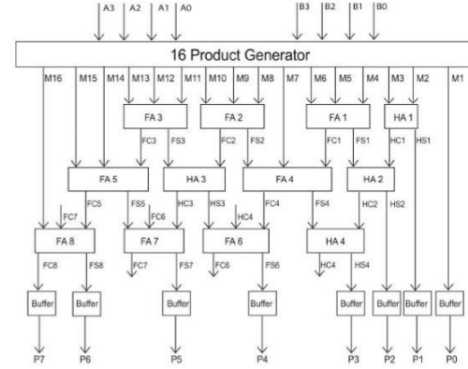 A3 A2 A1 A0 B3 B2 B1 B0
16 Product Generator
M16 M15 M14 M13 M12 M11 M10 M9 M8 M7 M6 M5 M4 M3 M2 M1
FA 3 FA 2 FA 1 HA 1
FC3 FS3 FC2 FS2 FC1 FS1 HC1 HS1
FA 5 HA 3 FA 4 HA 2
FC7 FC5 FS5 FC6 HC3 HS3 HC4 FC4 FS4 HC2 HS2
FA 8 FA 7 FA 6 HA 4
FC8 FS8 FC7 FS7 FC6 FS6 HC4 HS4
Buffer Buffer Buffer Buffer Buffer Buffer Buffer Buffer
P7 P6 P5 P4 P3 P2 P1 P0